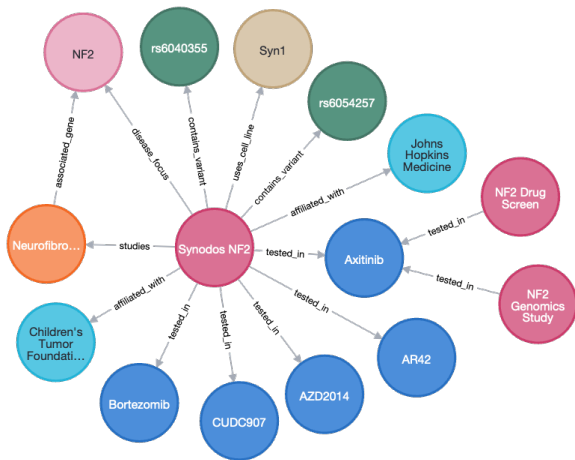 NF2
rs6040355
Syn1
rs6054257
Johns
Hopkins
Medicine
NF2 Drug
Screen
associated_gene
disease_focus
contains_variant
uses_cell_line
contains_variant
affiliated_with
tested_in
Neurofibro…
studies
Synodos NF2
tested_in
Axitinib
tested_in
NF2
Genomics
Study
affiliated_with
Children's
Tumor
Foundati…
tested_in
tested_in
tested_in
tested_in
AR42
Bortezomib
CUDC907
AZD2014